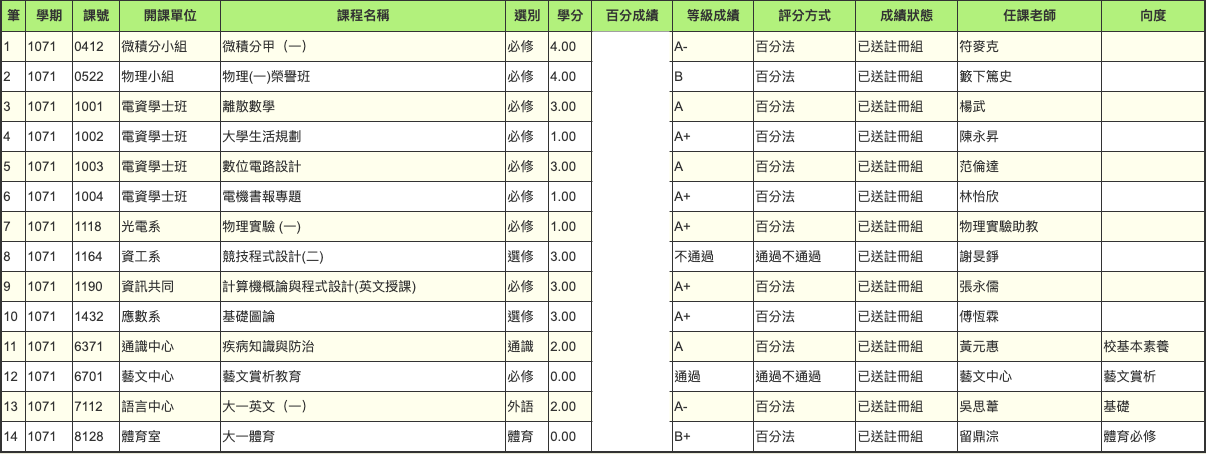 筆 學期 課號 開課單位 課程名稱 選別 學分 百分成績 等級成績 評分方式 成績狀態 任課老師 向度
1 1071 0412 微積分小組 微積分甲（一） 必修 4.00 A- 百分法 已送註冊組 符麥克
2 1071 0522 物理小組 物理(一)榮譽班 必修 4.00 B 百分法 已送註冊組 籔下篤史
3 1071 1001 電資學士班 離散數學 必修 3.00 A 百分法 已送註冊組 楊武
4 1071 1002 電資學士班 大學生活規劃 必修 1.00 A+ 百分法 已送註冊組 陳永昇
5 1071 1003 電資學士班 數位電路設計 必修 3.00 A 百分法 已送註冊組 范倫達
6 1071 1004 電資學士班 電機書報專題 必修 1.00 A+ 百分法 已送註冊組 林怡欣
7 1071 1118 光電系 物理實驗 (一) 必修 1.00 A+ 百分法 已送註冊組 物理實驗助教
8 1071 1164 資工系 競技程式設計(二) 選修 3.00 不通過 通過不通過 已送註冊組 謝旻錚
9 1071 1190 資訊共同 計算機概論與程式設計(英文授課) 必修 3.00 A+ 百分法 已送註冊組 張永儒
10 1071 1432 應數系 基礎圖論 選修 3.00 A+ 百分法 已送註冊組 傅恆霖
11 1071 6371 通識中心 疾病知識與防治 通識 2.00 A 百分法 已送註冊組 黃元惠 校基本素養
12 1071 6701 藝文中心 藝文賞析教育 必修 0.00 通過 通過不通過 已送註冊組 藝文中心 藝文賞析
13 1071 7112 語言中心 大一英文（一） 外語 2.00 A- 百分法 已送註冊組 吳思葦 基礎
14 1071 8128 體育室 大一體育 體育 0.00 B+ 百分法 已送註冊組 留鼎淙 體育必修